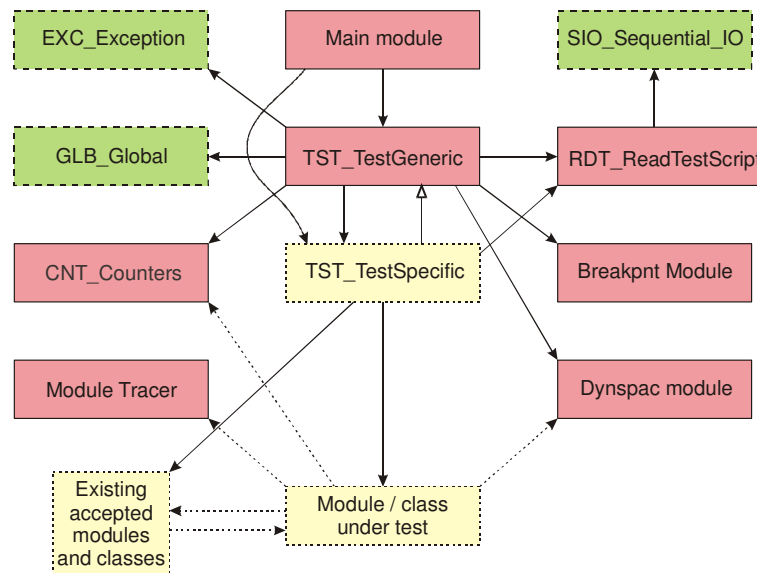 EXC_Exception
Main module
SIO_Sequential_IO
GLB_Global
TST_TestGeneric
RDT_ReadTestScript
CNT_Counters
TST_TestSpecific
Breakpnt Module
Module Tracer
Dynspac module
Existing
accepted
modules
and classes
Module / class
under test